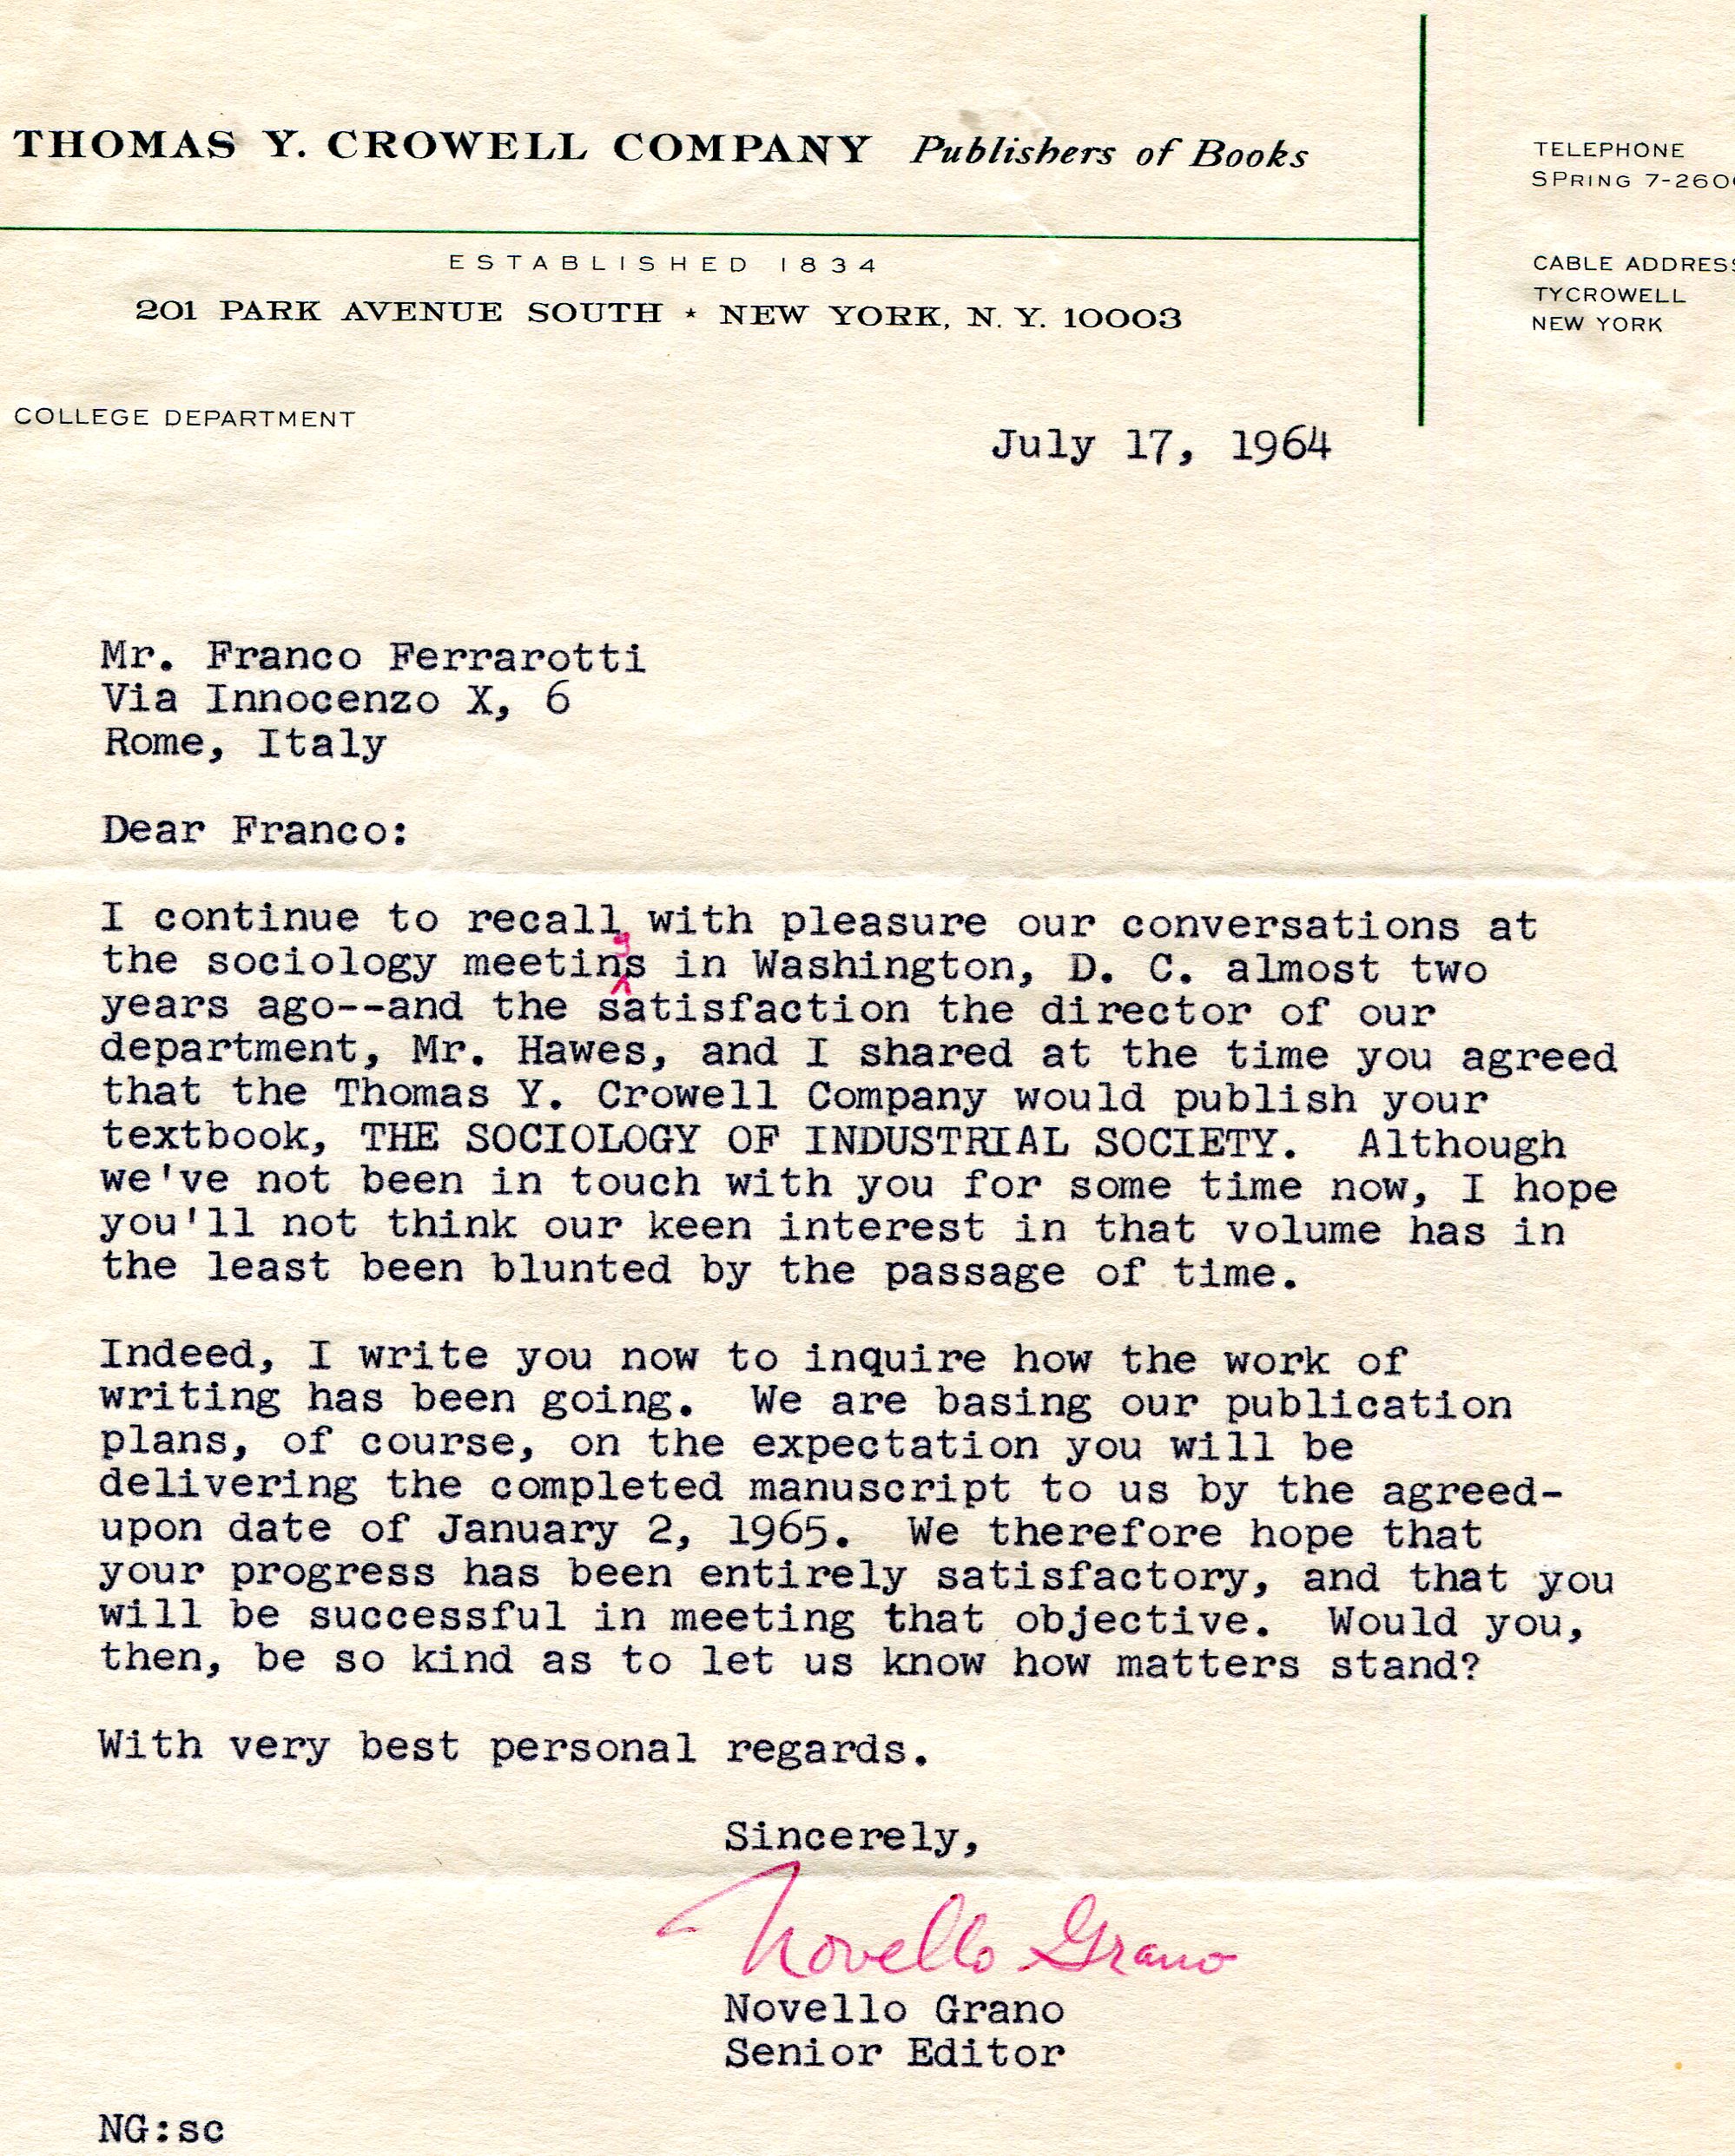 THOMAS Y. CROWELL COMPANY Publishers of Books
ESTABLISHED 1834
201 PARK AVENUE SOUTH ★ NEW YORK, N. Y. 10003
TELEPHONE
SPRING 7-260
CABLE ADDRESS
TYCROWELL
NEW YORK
COLLEGE DEPARTMENT
July 17, 1964
Mr. Franco Ferrarotti
Via Innocenzo X, 6
Rome, Italy
Dear Franco:
I continue to recall with pleasure our conversations at
the sociology meetings in Washington, D. C. almost two
years ago--and the satisfaction the director of our
department, Mr. Hawes, and I shared at the time you agreed
that the Thomas Y. Crowell Company would publish your
textbook, THE SOCIOLOGY OF INDUSTRIAL SOCIETY. Although
we've not been in touch with you for some time now, I hope
you'll not think our keen interest in that volume has in
the least been blunted by the passage of time.
Indeed, I write you now to inquire how the work of
writing has been going. We are basing our publication
plans, of course, on the expectation you will be
delivering the completed manuscript to us by the agreed-
upon date of January 2, 1965. We therefore hope that
your progress has been entirely satisfactory, and that you
will be successful in meeting that objective. Would you,
then, be so kind as to let us know how matters stand?
With very best personal regards.
Sincerely,
Novello Grano
Novello Grano
Senior Editor
NG:sc